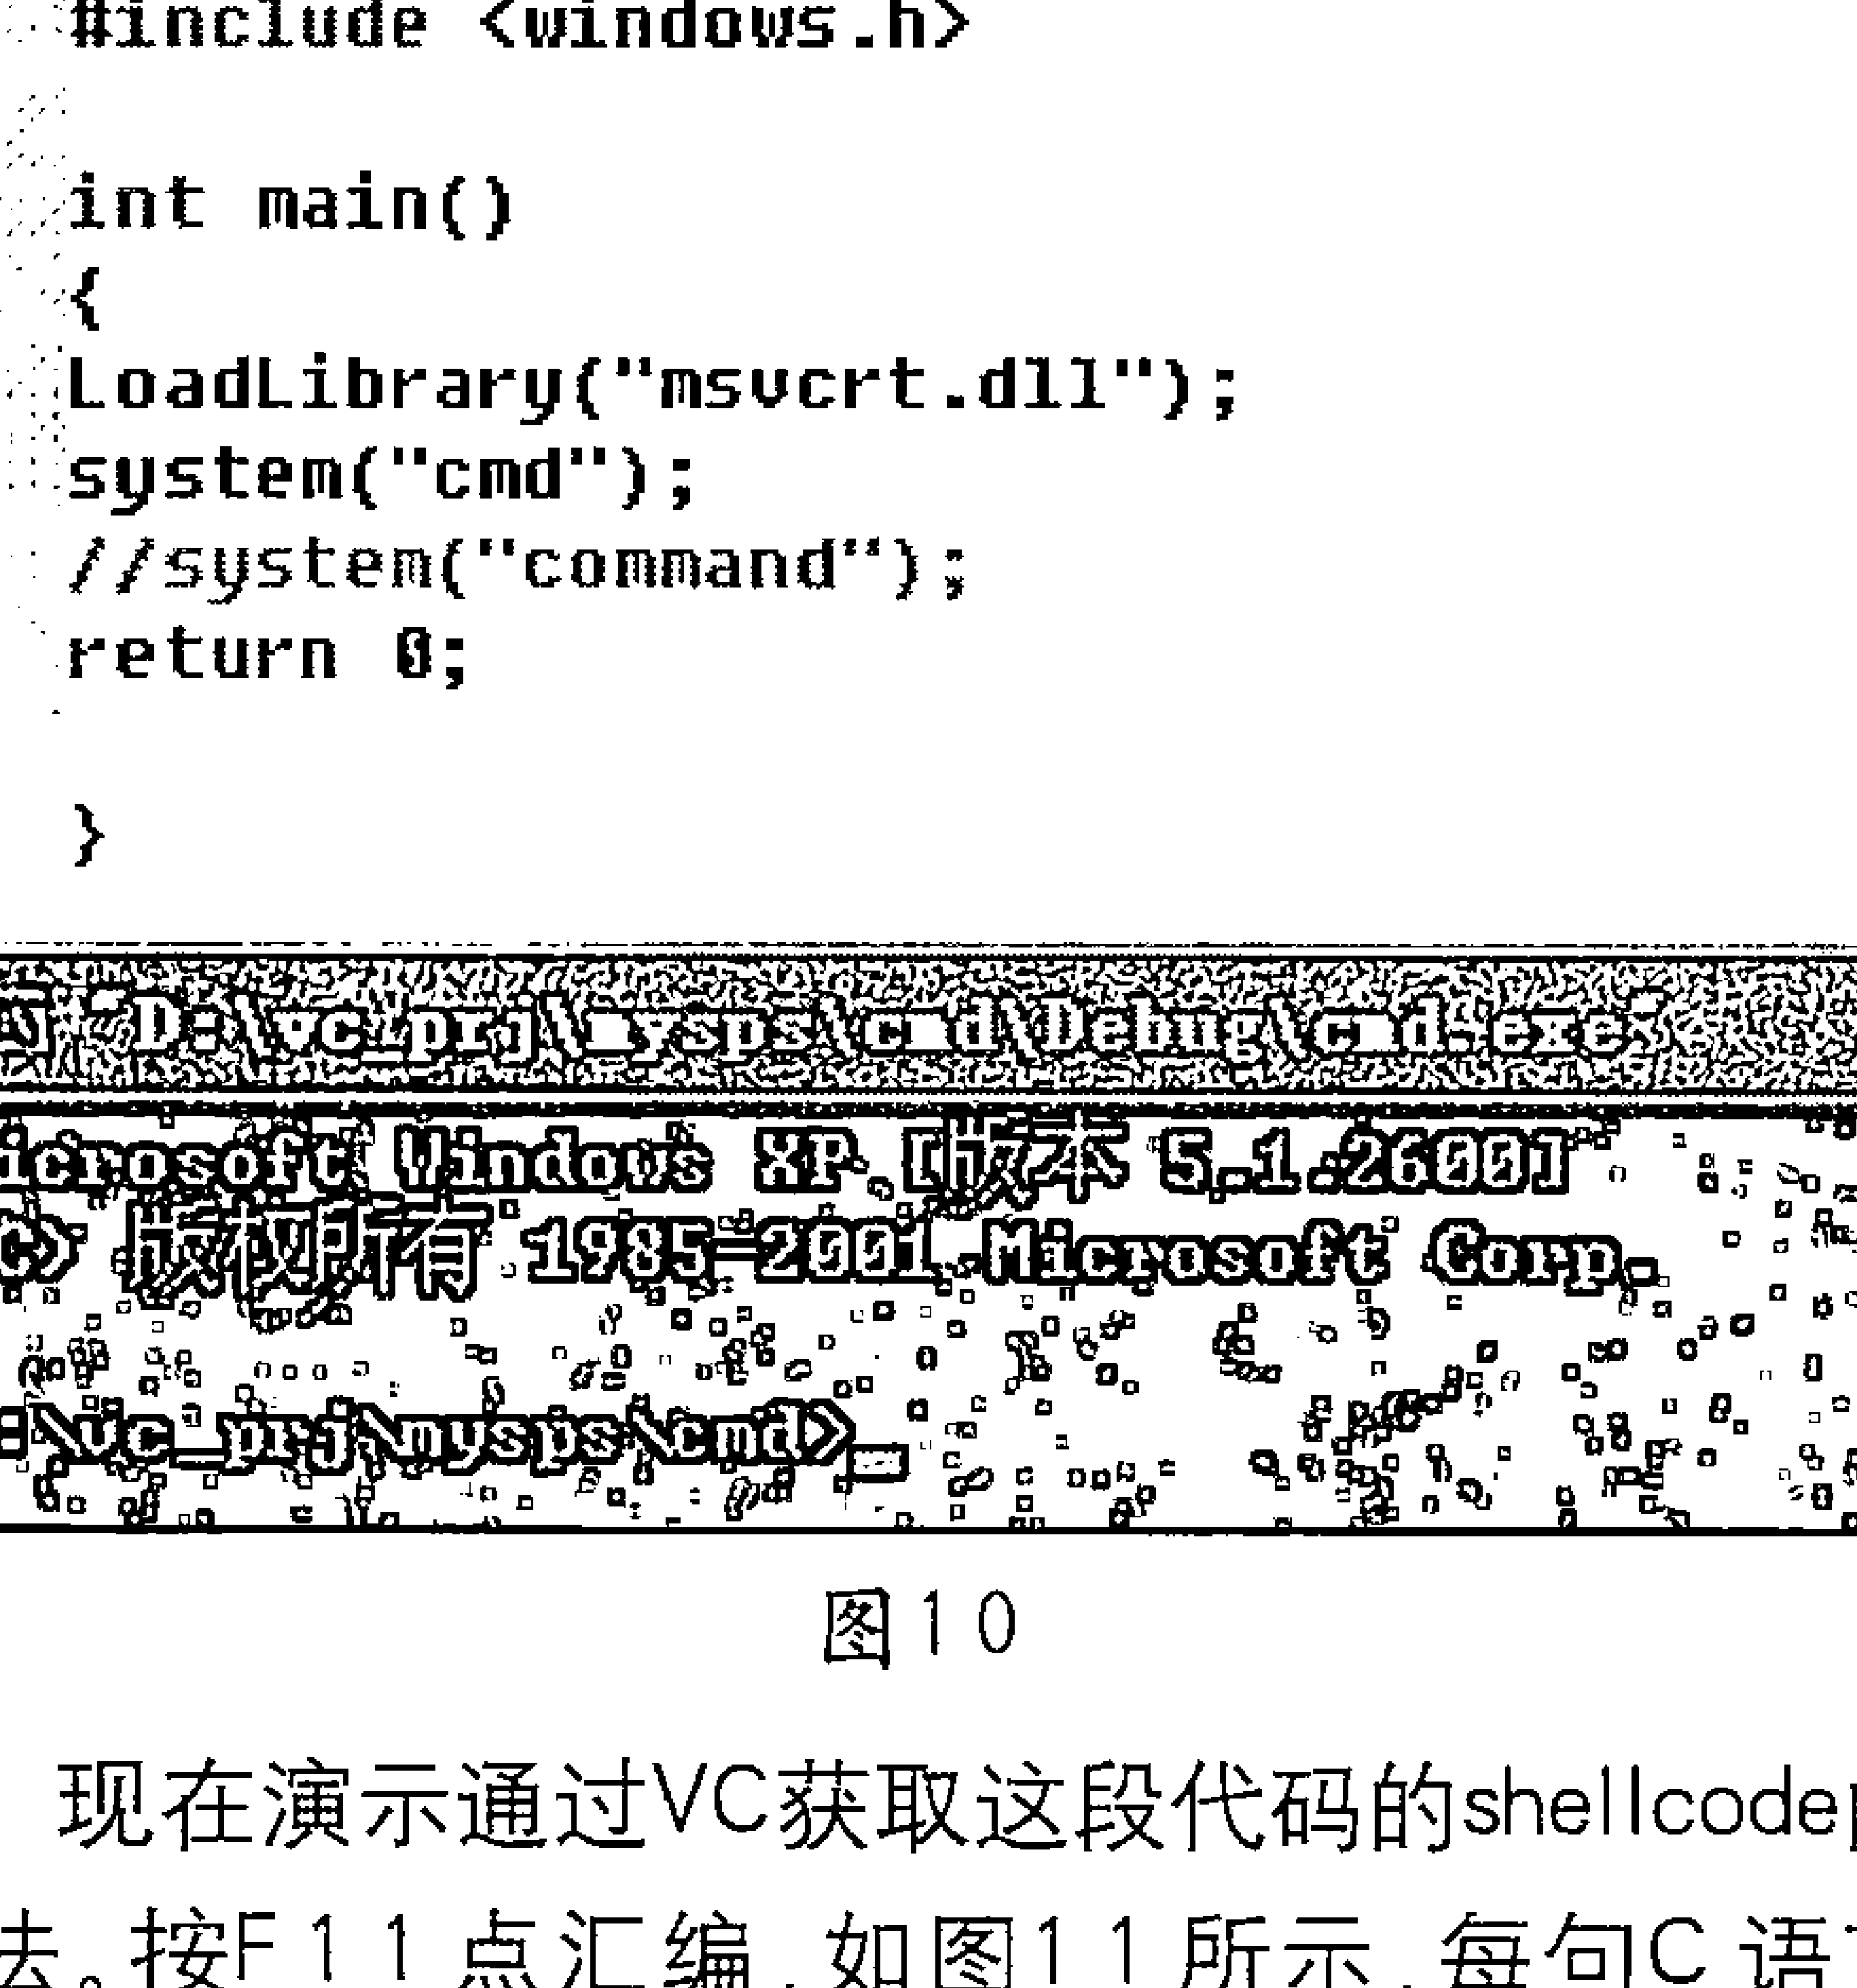 #include <windows.h>
int main()
{
LoadLibrary("msvcrt.dll");
system("cmd");
//system("command");
return 0;
}
"D:\vc_prj\mysps\cmd\Debug\cmd.exe"
icrosoft Windows XP [版本 5.1.2600]
C> 版权所有 1985-2001 Microsoft Corp.
:\vc_prj\mysps\cmd>_
图10
现在演示通过VC获取这段代码的shellcode
法。按F11点汇编,如图11所示,每句C语